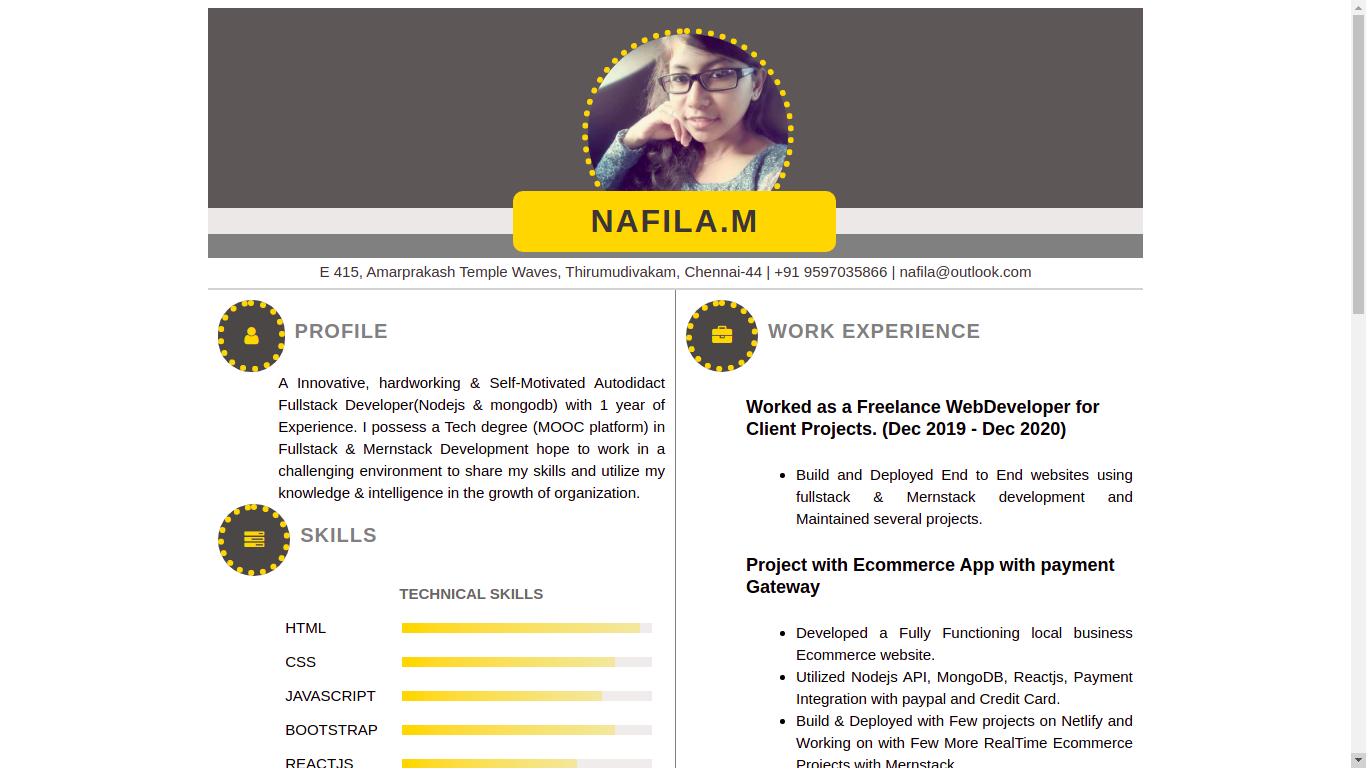 NAFILA.M
E 415, Amarprakash Temple Waves, Thirumudivakam, Chennai-44 | +91 9597035866 | nafila@outlook.com
PROFILE
A Innovative, hardworking & Self-Motivated Autodidact
Fullstack Developer(Nodejs & mongodb) with 1 year of
Experience. I possess a Tech degree (MOOC platform) in
Fullstack & Mernstack Development hope to work in a
challenging environment to share my skills and utilize my
knowledge & intelligence in the growth of organization.
SKILLS
TECHNICAL SKILLS
HTML
CSS
JAVASCRIPT
BOOTSTRAP
REACTJS
WORK EXPERIENCE
Worked as a Freelance WebDeveloper for
Client Projects. (Dec 2019 - Dec 2020)
Build and Deployed End to End websites using
fullstack & Mernstack development and
Maintained several projects.
Project with Ecommerce App with payment
Gateway
Developed a Fully Functioning local business
Ecommerce website.
Utilized Nodejs API, MongoDB, Reactjs, Payment
Integration with paypal and Credit Card.
Build & Deployed with Few projects on Netlify and
Working on with Few More RealTime Ecommerce
Projects with Mernstack